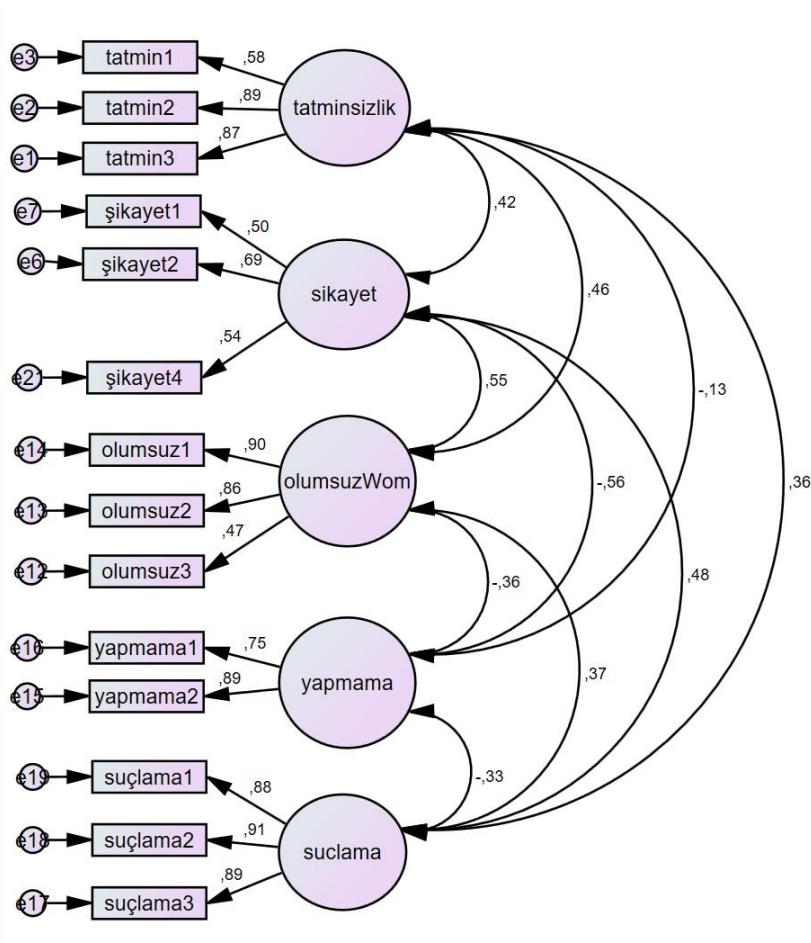 e3 tatmin1 ,58
e2 tatmin2 ,89 tatminsizlik
e1 tatmin3 ,87
e7 şikayet1 ,50 ,42
e6 şikayet2 ,69
sikayet ,46
e21 şikayet4 ,54
,55 -,13
e14 olumsuz1 ,90
olumsuzWom -,56 ,36
e13 olumsuz2 ,86
e12 olumsuz3 ,47
-,36 ,48
e16 yapmama1 ,75
yapmama ,37
e15 yapmama2 ,89
e19 suçlama1 ,88 -,33
e18 suçlama2 ,91
suclama
e17 suçlama3 ,89